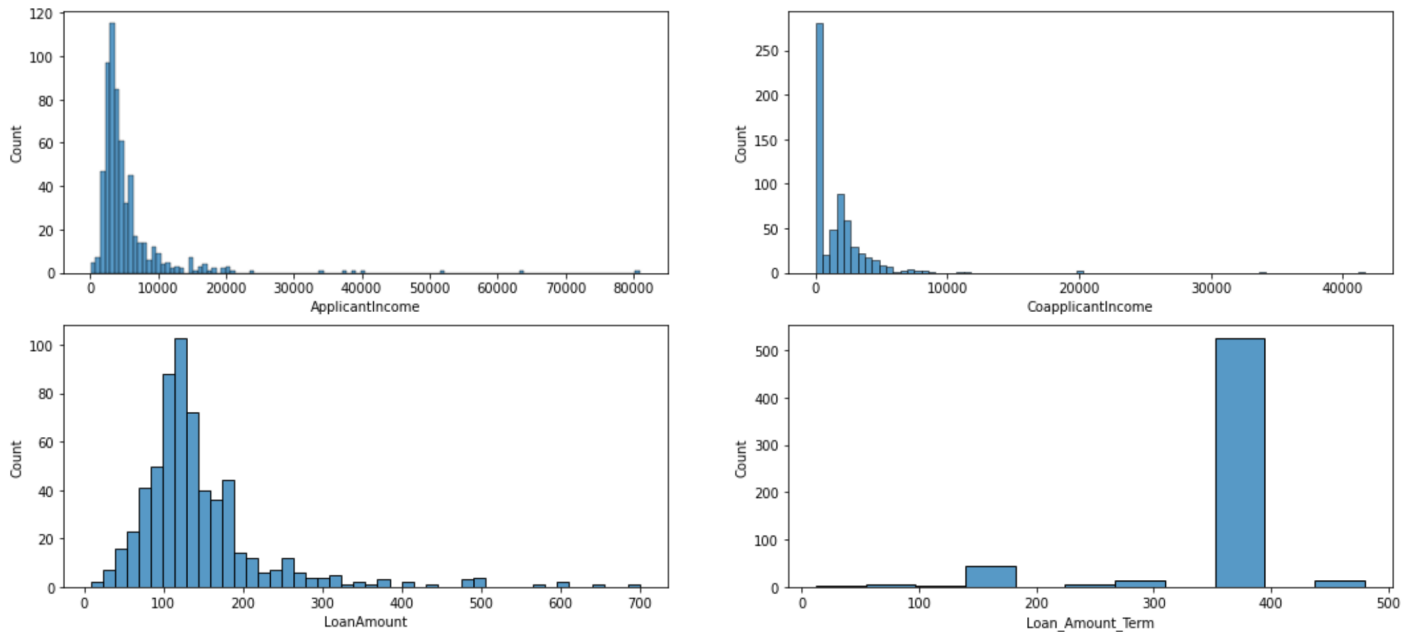 120
100
80
60
40
20
0
Count
0 10000 20000 30000 40000 50000 60000 70000 80000
ApplicantIncome
250
200
150
100
50
0
Count
0 10000 20000 30000 40000
CoapplicantIncome
100
80
60
40
20
0
Count
0 100 200 300 400 500 600 700
LoanAmount
500
400
300
200
100
0
Count
0 100 200 300 400 500
Loan_Amount_Term